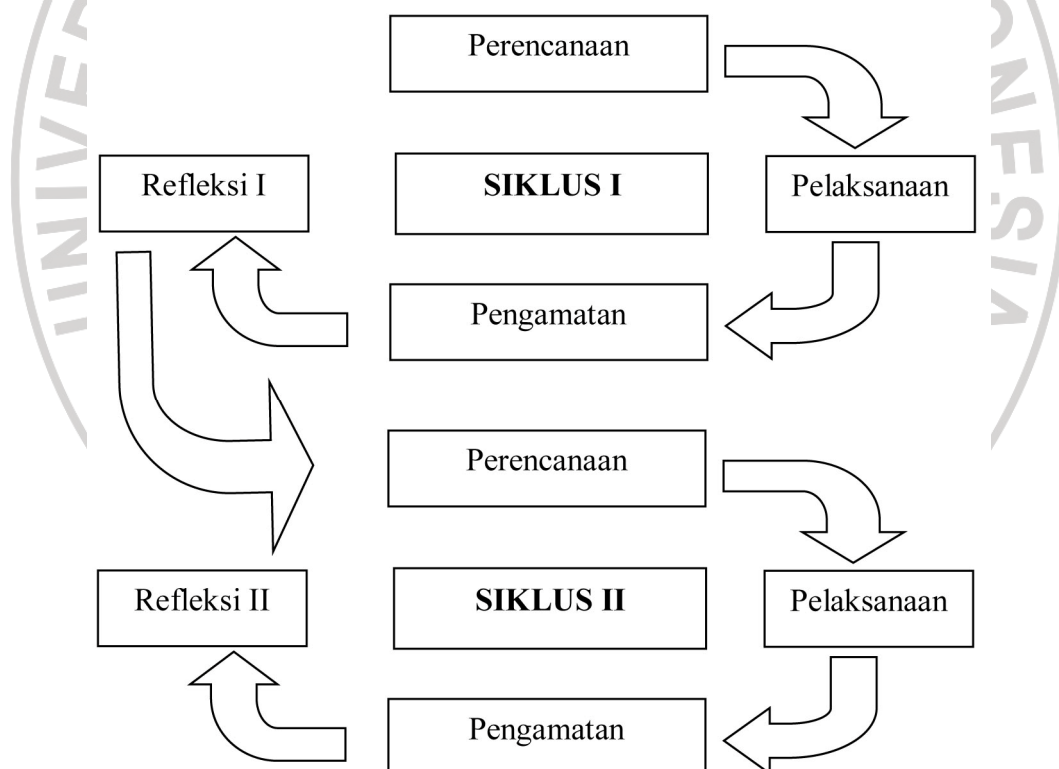 Perencanaan
Refleksi I
SIKLUS I
Pelaksanaan
Pengamatan
Perencanaan
Refleksi II
SIKLUS II
Pelaksanaan
Pengamatan